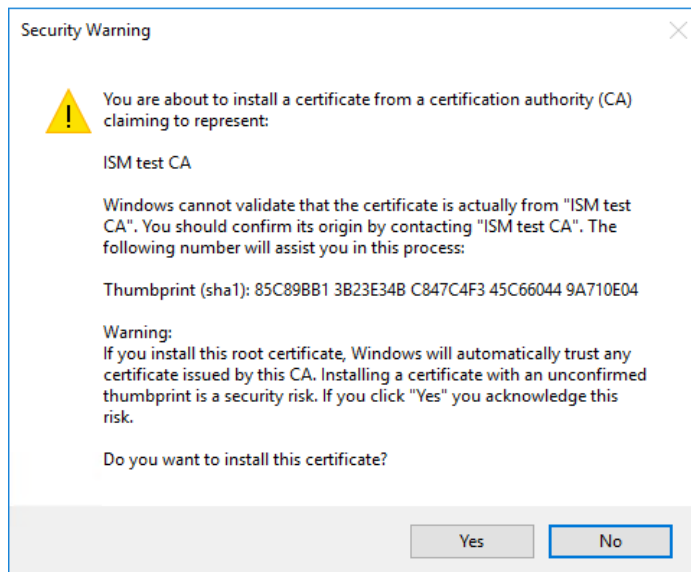 Security Warning
You are about to install a certificate from a certification authority (CA)
claiming to represent:
ISM test CA
Windows cannot validate that the certificate is actually from "ISM test
CA". You should confirm its origin by contacting "ISM test CA". The
following number will assist you in this process:
Thumbprint (sha1): 85C89BB1 3B23E34B C847C4F3 45C66044 9A710E04
Warning:
If you install this root certificate, Windows will automatically trust any
certificate issued by this CA. Installing a certificate with an unconfirmed
thumbprint is a security risk. If you click "Yes" you acknowledge this
risk.
Do you want to install this certificate?
Yes
No